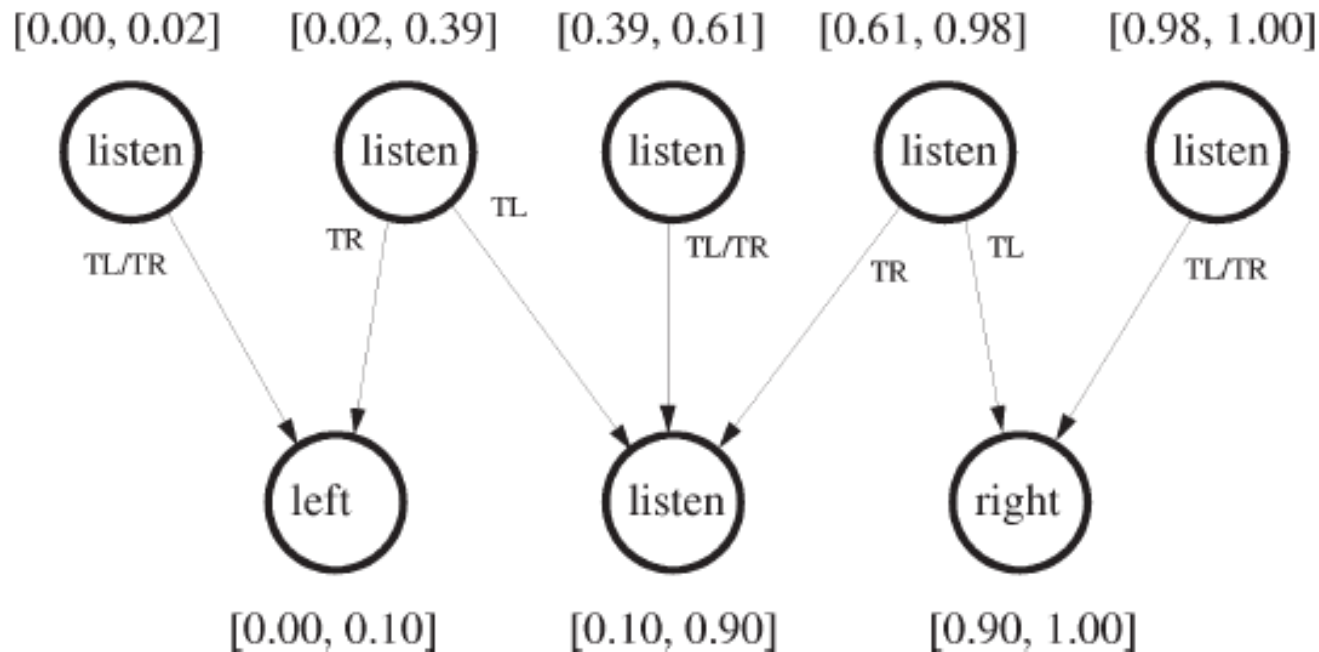 [0.00, 0.02] [0.02, 0.39] [0.39, 0.61] [0.61, 0.98] [0.98, 1.00]
listen listen listen listen listen
TL/TR TR TL TL/TR TR TL TL/TR
left listen right
[0.00, 0.10] [0.10, 0.90] [0.90, 1.00]